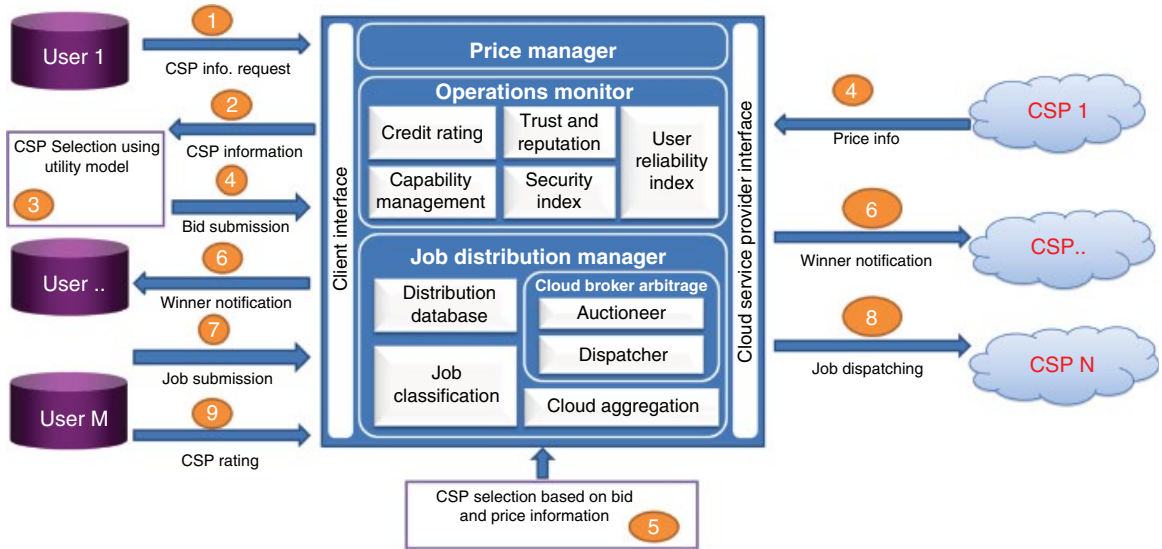 1
User 1
CSP info. request
2
CSP information
CSP Selection using
utility model
3
4
Bid submission
User ..
6
Winner notification
7
Job submission
User M
9
CSP rating
Client interface
Price manager
Operations monitor
Credit rating
Trust and
reputation
User
reliability
index
Capability
management
Security
index
Job distribution manager
Distribution
database
Cloud broker arbitrage
Auctioneer
Dispatcher
Job
classification
Cloud aggregation
Cloud service provider interface
4
Price info
CSP 1
6
Winner notification
CSP..
8
Job dispatching
CSP N
CSP selection based on bid
and price information
5